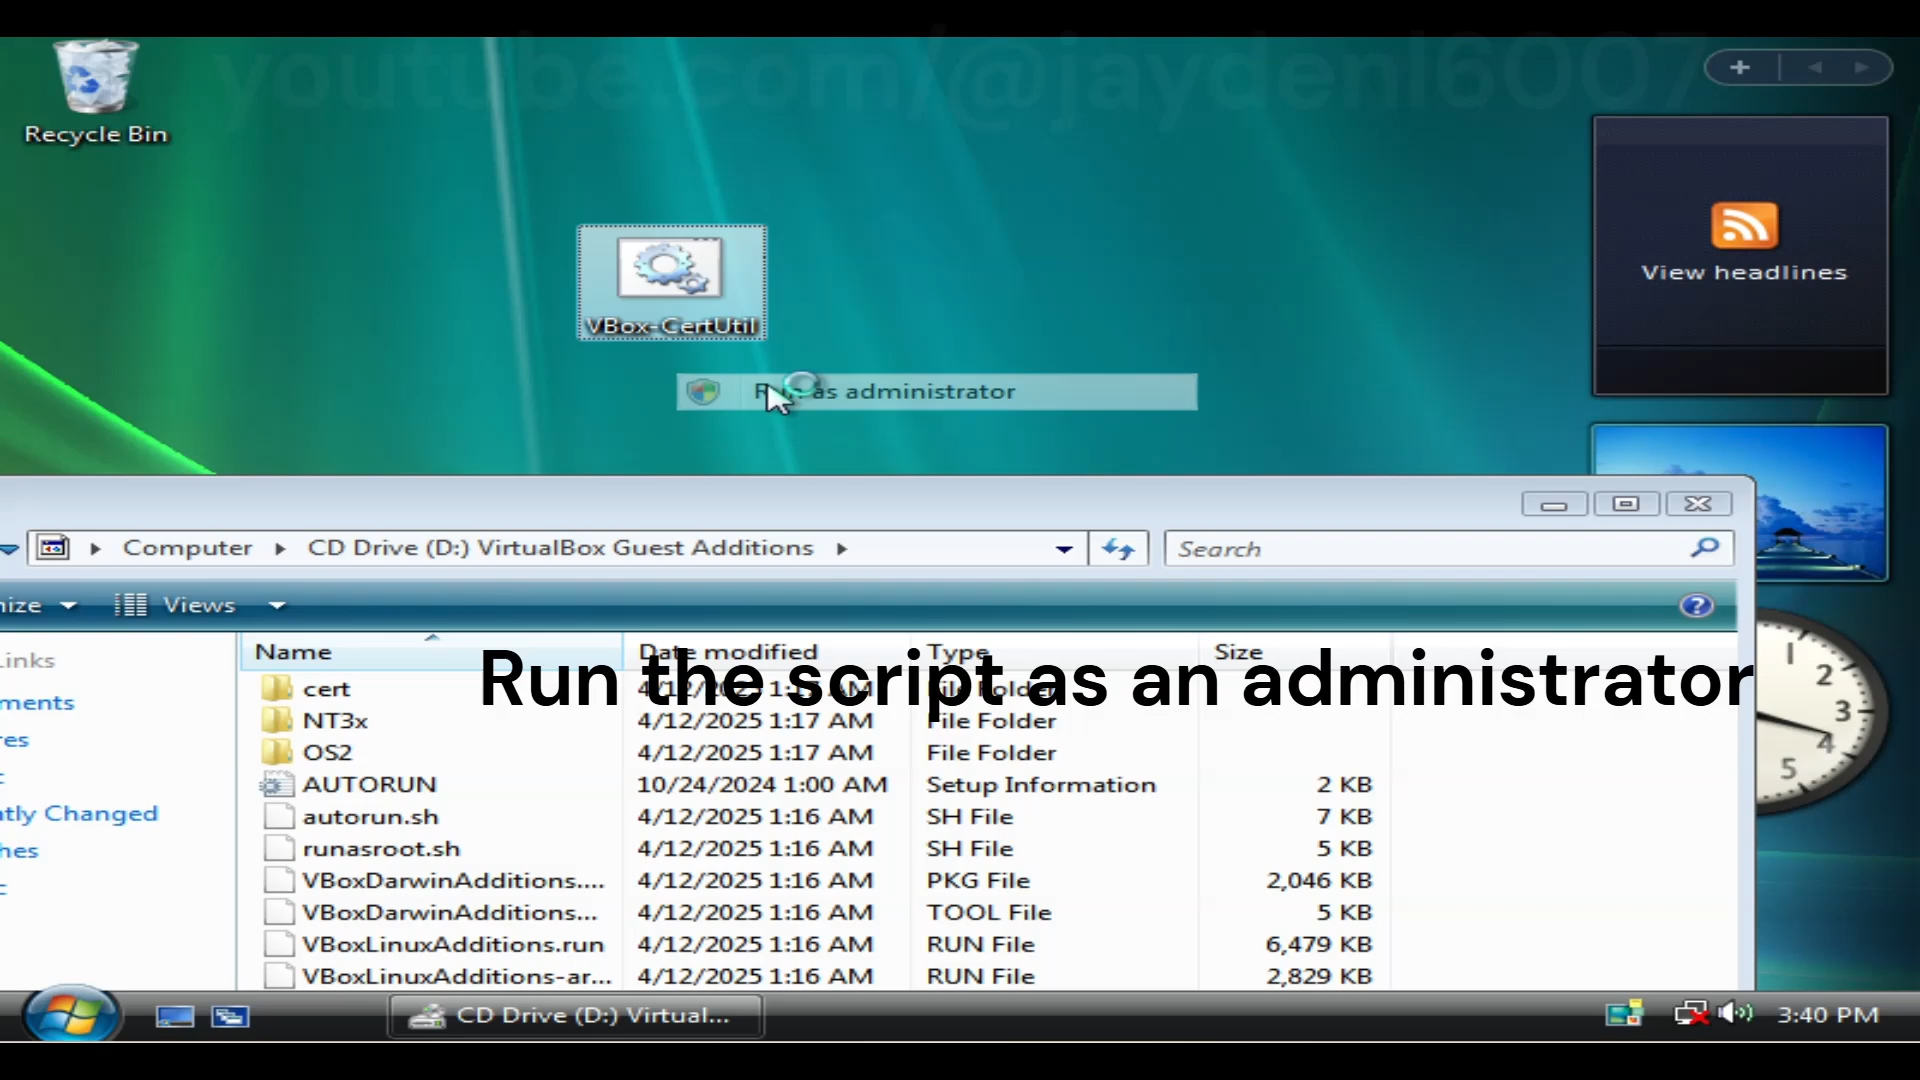 youtube.com/@jaydenl6007
Recycle Bin
VBox-CertUtil
View headlines
Run as administrator
Computer
CD Drive (D:) VirtualBox Guest Additions
Search
Views
Name
Date modified
Type
Size
Run the script as an administrator
cert 4/12/2025 1:17 AM File Folder
NT3x 4/12/2025 1:17 AM File Folder
OS2 4/12/2025 1:17 AM File Folder
AUTORUN 10/24/2024 1:00 AM Setup Information 2 KB
autorun.sh 4/12/2025 1:16 AM SH File 7 KB
runasroot.sh 4/12/2025 1:16 AM SH File 5 KB
VBoxDarwinAdditions.... 4/12/2025 1:16 AM PKG File 2,046 KB
VBoxDarwinAdditions... 4/12/2025 1:16 AM TOOL File 5 KB
VBoxLinuxAdditions.run 4/12/2025 1:16 AM RUN File 6,479 KB
VBoxLinuxAdditions-ar... 4/12/2025 1:16 AM RUN File 2,829 KB
Links
ments
res
tly Changed
hes
1
2
3
4
5
CD Drive (D:) Virtual...
3:40 PM